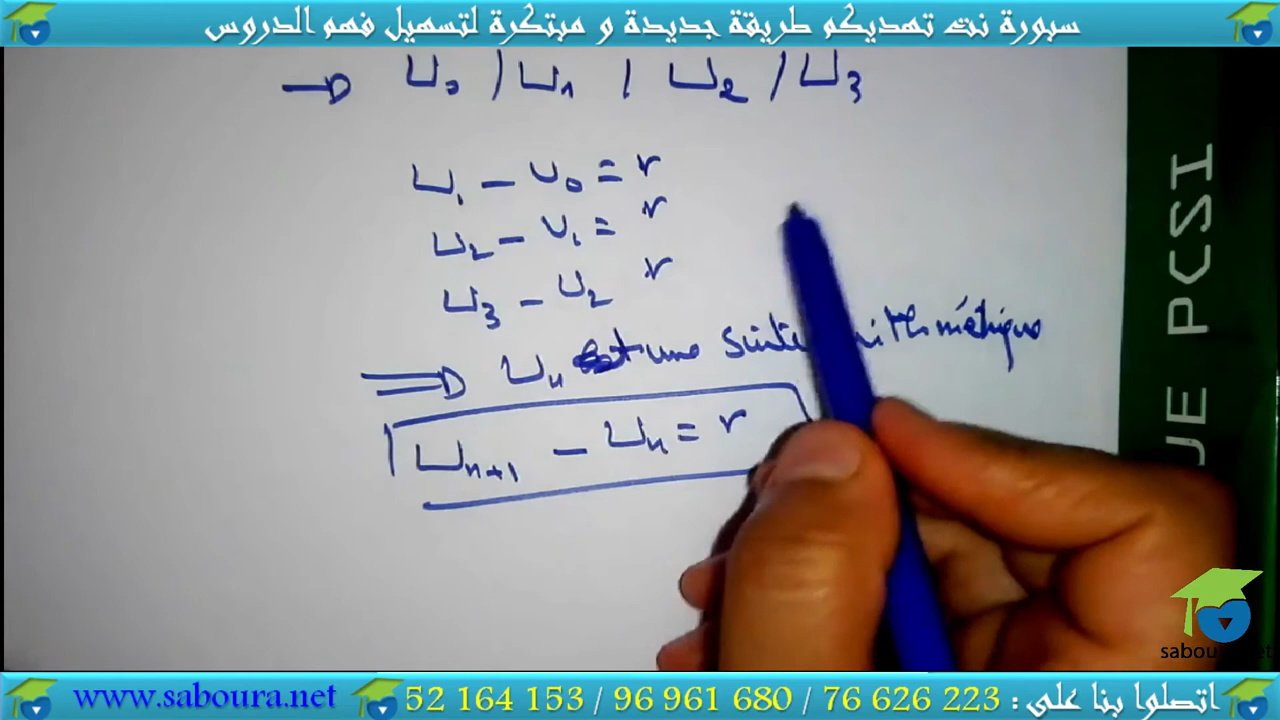 سبورة نت تهديكم طريقة جديدة و مبتكرة لتسهيل فهم الدروس
→ U₀ / U₁ / U₂ / U₃
U₁ - U₀ = r
U₂ - U₁ = r
U₃ - U₂ r
⇒ Uₙ est une suite arithmétique
Uₙ₊₁ - Uₙ = r
UE PCSI
saboura.net
www.saboura.net 52 164 153 / 96 961 680 / 76 626 223 اتصلوا بنا على :